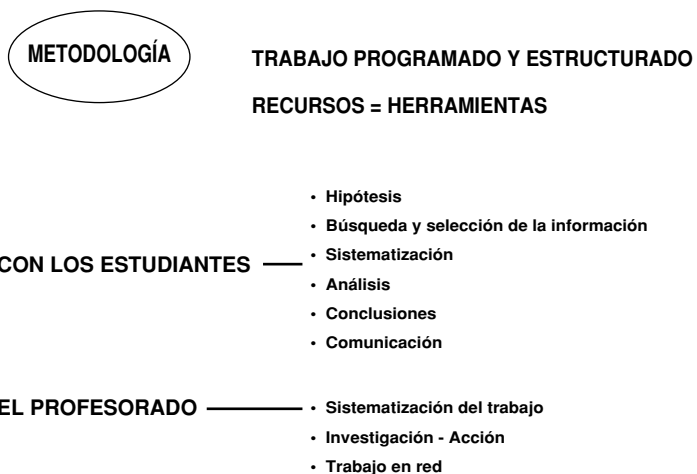 METODOLOGÍA
TRABAJO PROGRAMADO Y ESTRUCTURADO
RECURSOS = HERRAMIENTAS
• Hipótesis
• Búsqueda y selección de la información
CON LOS ESTUDIANTES
• Sistematización
• Análisis
• Conclusiones
• Comunicación
EL PROFESORADO
• Sistematización del trabajo
• Investigación - Acción
• Trabajo en red